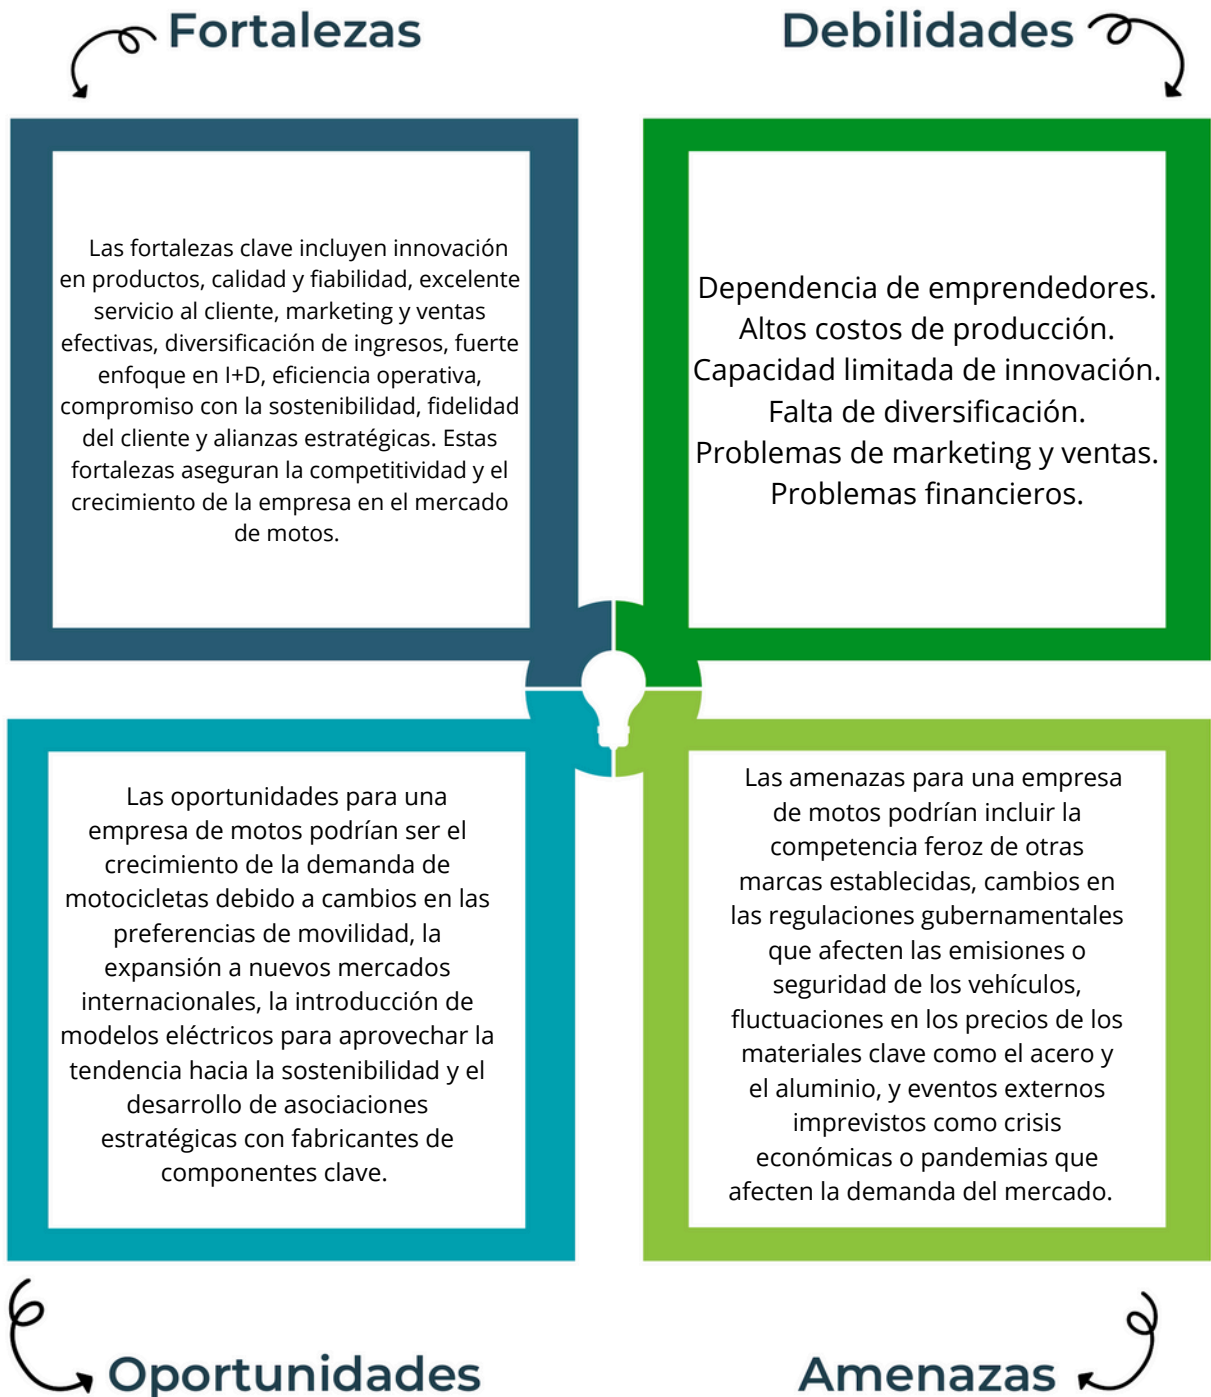 Fortalezas
Las fortalezas clave incluyen innovación
en productos, calidad y fiabilidad, excelente
servicio al cliente, marketing y ventas
efectivas, diversificación de ingresos, fuerte
enfoque en I+D, eficiencia operativa,
compromiso con la sostenibilidad, fidelidad
del cliente y alianzas estratégicas. Estas
fortalezas aseguran la competitividad y el
crecimiento de la empresa en el mercado
de motos.
Debilidades
Dependencia de emprendedores.
Altos costos de producción.
Capacidad limitada de innovación.
Falta de diversificación.
Problemas de marketing y ventas.
Problemas financieros.
Las oportunidades para una
empresa de motos podrían ser el
crecimiento de la demanda de
motocicletas debido a cambios en las
preferencias de movilidad, la
expansión a nuevos mercados
internacionales, la introducción de
modelos eléctricos para aprovechar la
tendencia hacia la sostenibilidad y el
desarrollo de asociaciones
estratégicas con fabricantes de
componentes clave.
Oportunidades
Las amenazas para una empresa
de motos podrían incluir la
competencia feroz de otras
marcas establecidas, cambios en
las regulaciones gubernamentales
que afecten las emisiones o
seguridad de los vehículos,
fluctuaciones en los precios de los
materiales clave como el acero y
el aluminio, y eventos externos
imprevistos como crisis
económicas o pandemias que
afecten la demanda del mercado.
Amenazas